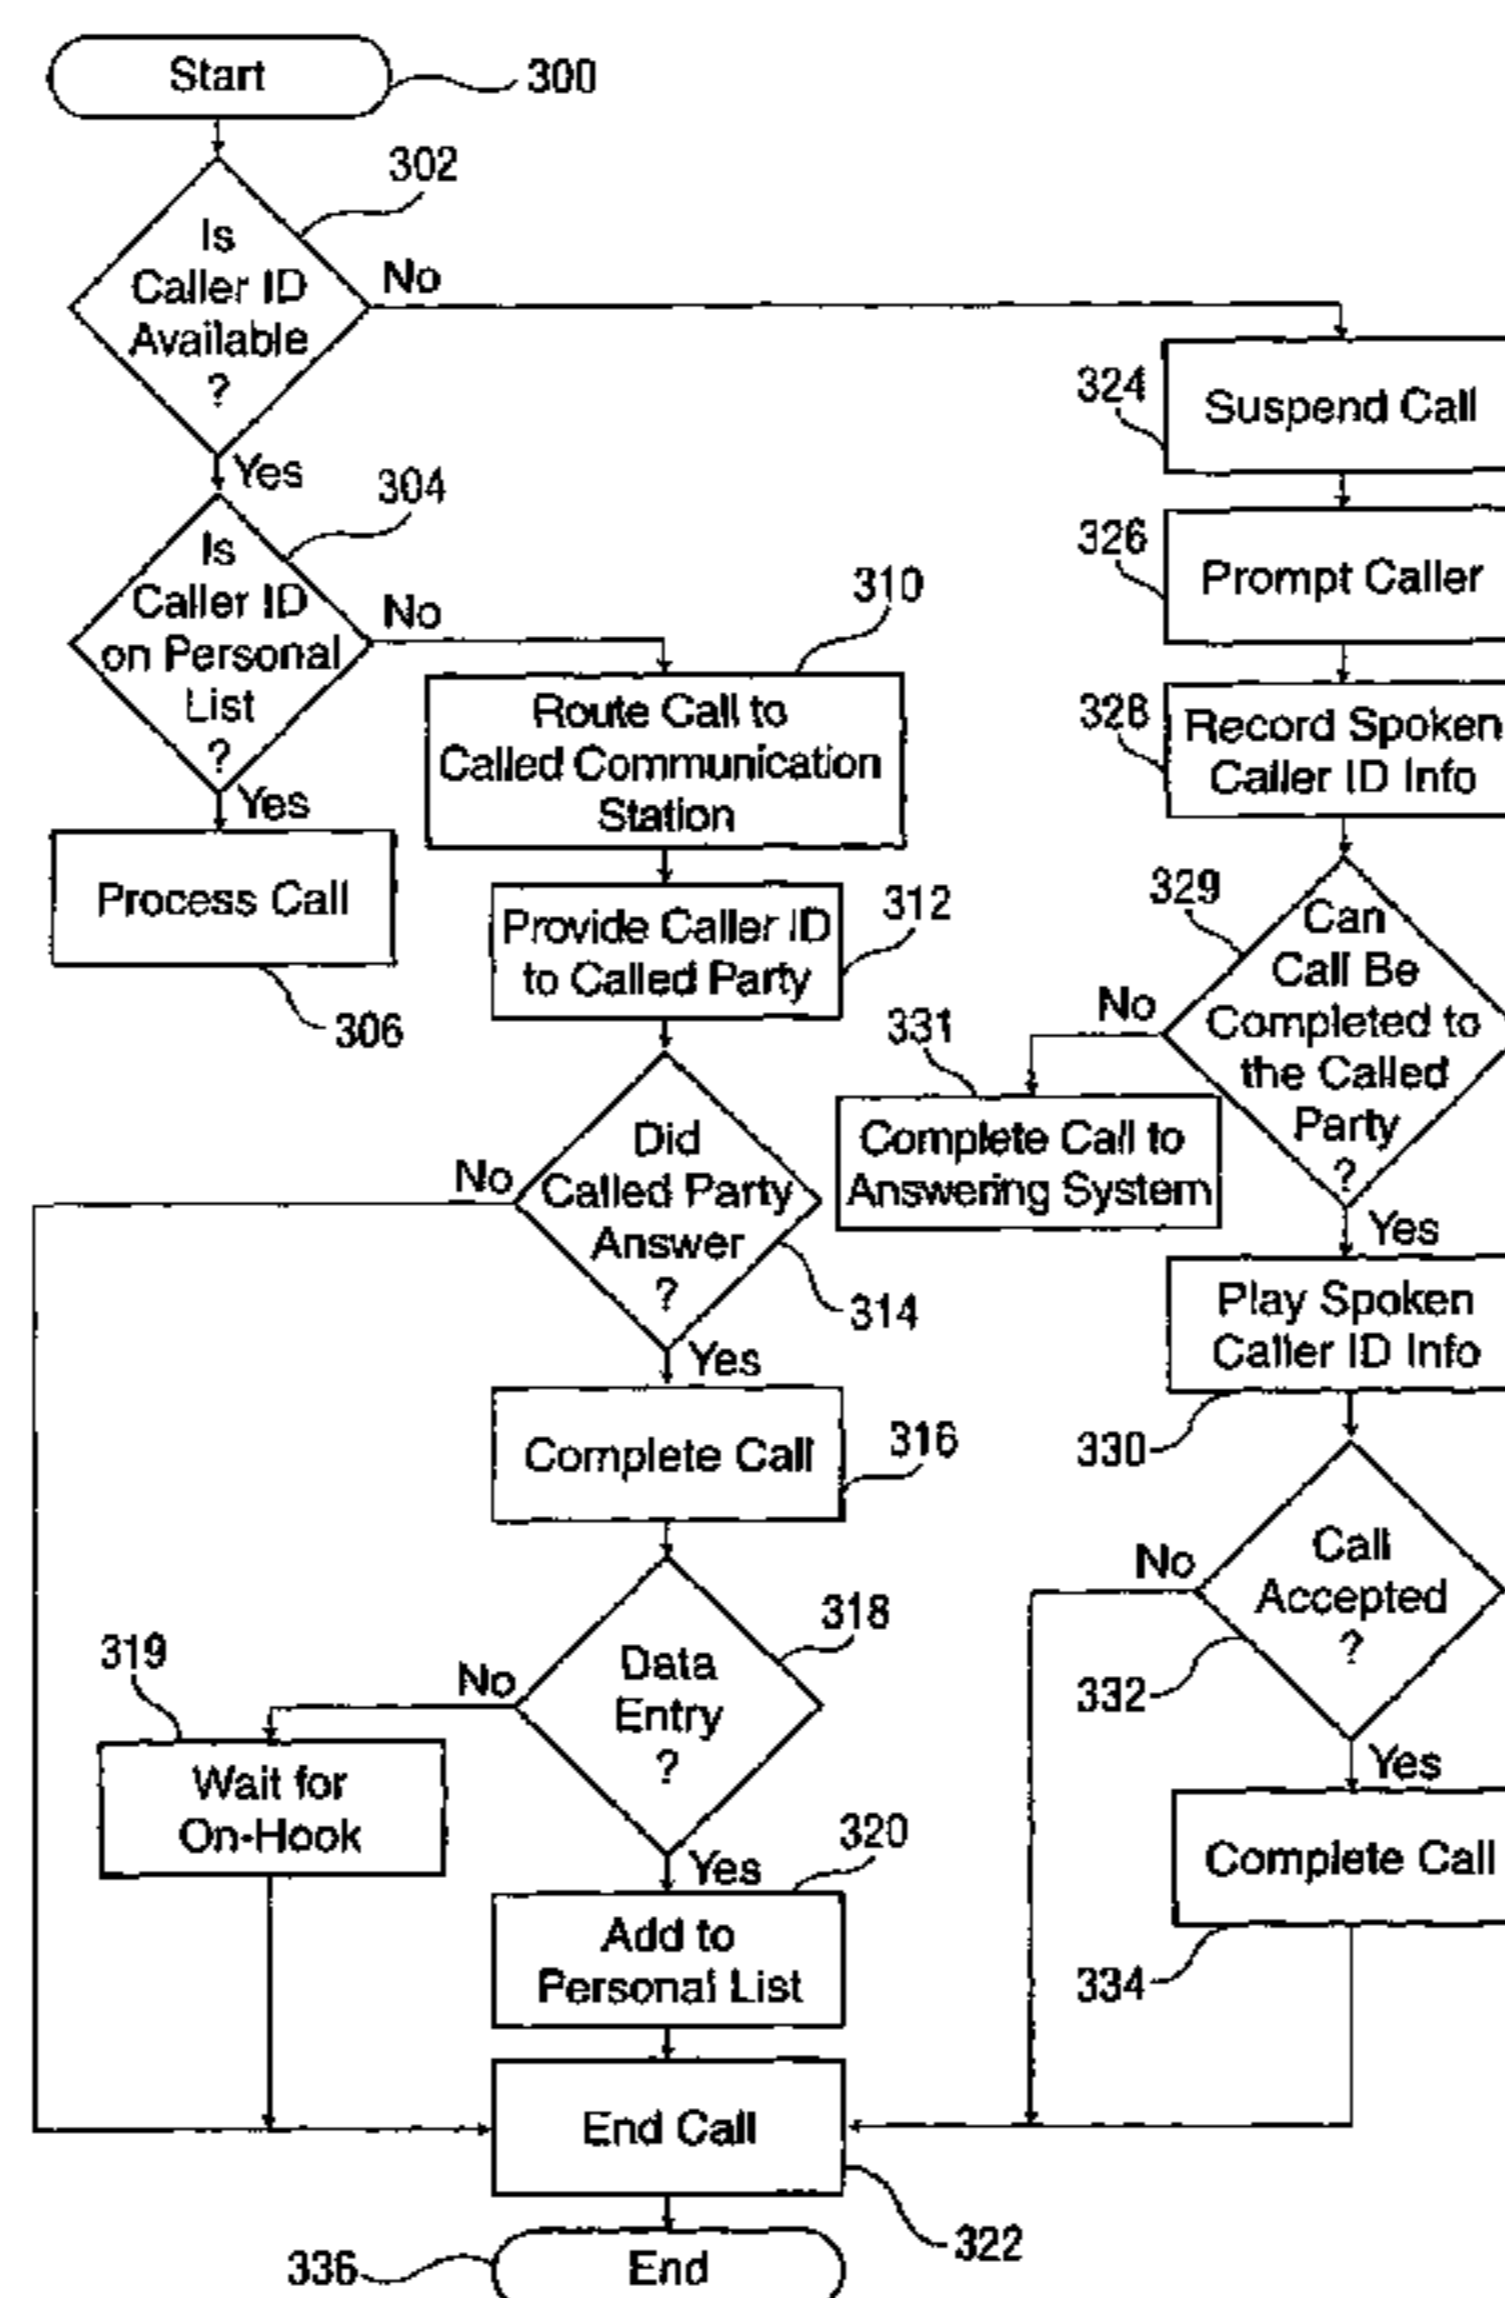 Start
300
302
Is
Caller ID
Available
?
No
Yes
304
Is
Caller ID
on Personal
List
?
No
Yes
Process Call
306
310
Route Call to
Called Communication
Station
Provide Caller ID
to Called Party
312
Did
Called Party
Answer
?
No
314
Yes
Complete Call
316
318
Data
Entry
?
No
319
Wait for
On-Hook
Yes
320
Add to
Personal List
End Call
322
336
End
324
Suspend Call
326
Prompt Caller
328
Record Spoken
Caller ID Info
329
Can
Call Be
Completed to
the Called
Party
?
No
331
Complete Call to
Answering System
Yes
Play Spoken
Caller ID Info
330
Call
Accepted
?
No
332
Yes
Complete Call
334